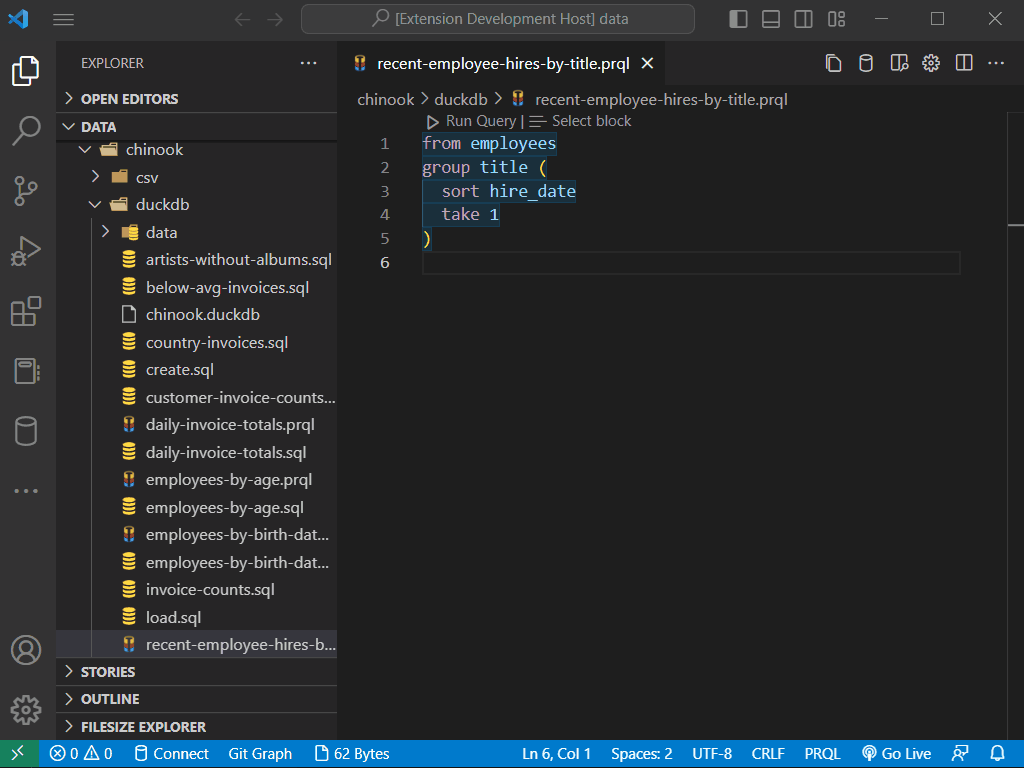 [Extension Development Host] data
EXPLORER
OPEN EDITORS
DATA
chinook
csv
duckdb
data
artists-without-albums.sql
below-avg-invoices.sql
chinook.duckdb
country-invoices.sql
create.sql
customer-invoice-counts...
daily-invoice-totals.prql
daily-invoice-totals.sql
employees-by-age.prql
employees-by-age.sql
employees-by-birth-dat...
employees-by-birth-dat...
invoice-counts.sql
load.sql
recent-employee-hires-b...
STORIES
OUTLINE
FILESIZE EXPLORER
recent-employee-hires-by-title.prql
chinook > duckdb > recent-employee-hires-by-title.prql
Run Query | Select block
1 from employees
2 group title (
3 sort hire_date
4 take 1
5 )
6
0 0 Connect Git Graph 62 Bytes Ln 6, Col 1 Spaces: 2 UTF-8 CRLF PRQL Go Live